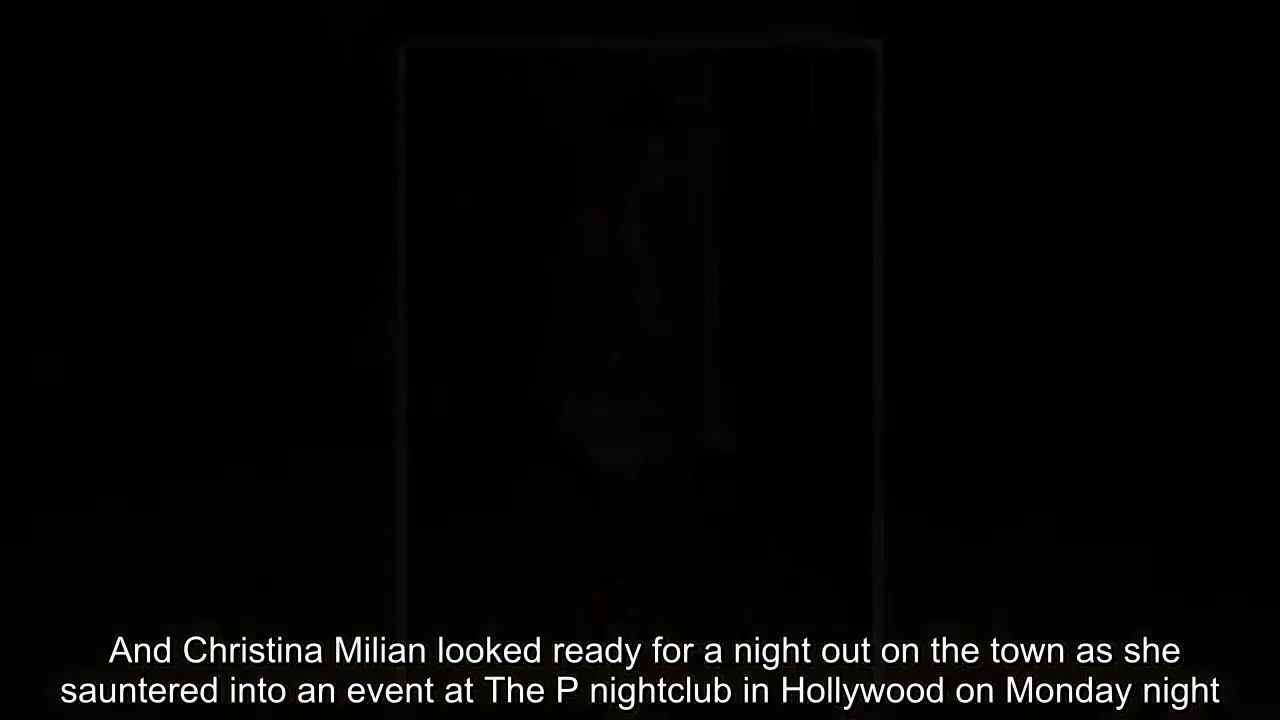 And Christina Milian looked ready for a night out on the town as she
sauntered into an event at The P nightclub in Hollywood on Monday night